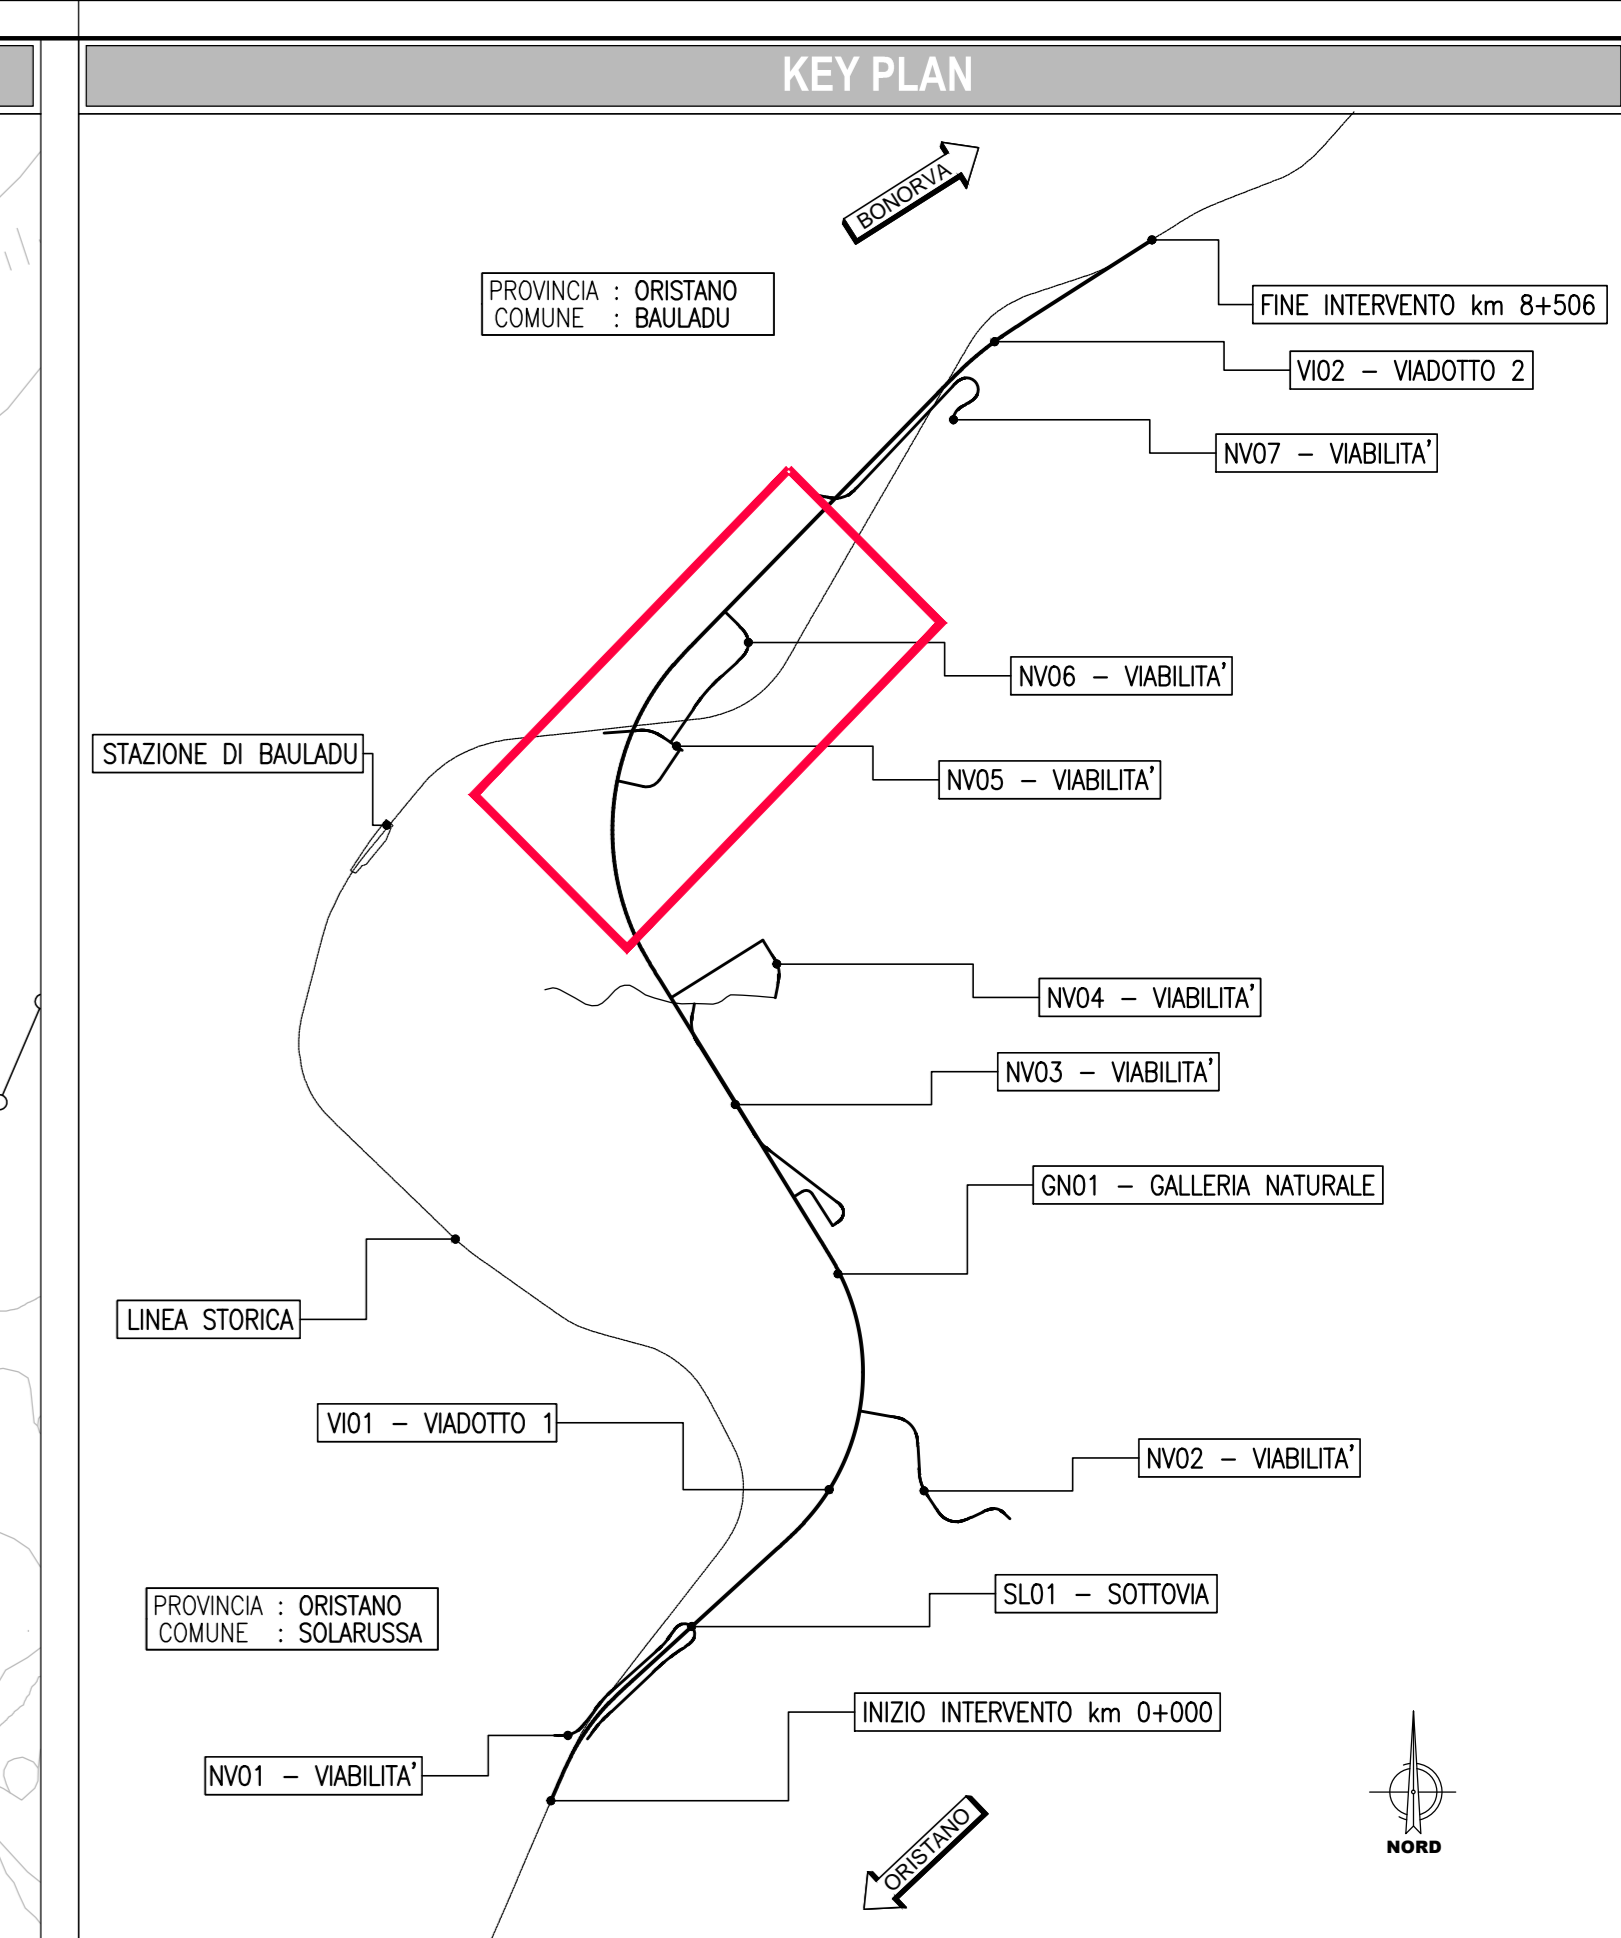 KEY PLAN
BONORVA
PROVINCIA : ORISTANO
COMUNE : BAULADU
FINE INTERVENTO km 8+506
VI02 - VIADOTTO 2
NV07 - VIABILITA'
NV06 - VIABILITA'
STAZIONE DI BAULADU
NV05 - VIABILITA'
NV04 - VIABILITA'
NV03 - VIABILITA'
GN01 - GALLERIA NATURALE
LINEA STORICA
VI01 - VIADOTTO 1
NV02 - VIABILITA'
SL01 - SOTTOVIA
PROVINCIA : ORISTANO
COMUNE : SOLARUSSA
INIZIO INTERVENTO km 0+000
NV01 - VIABILITA'
ORISTANO
NORD